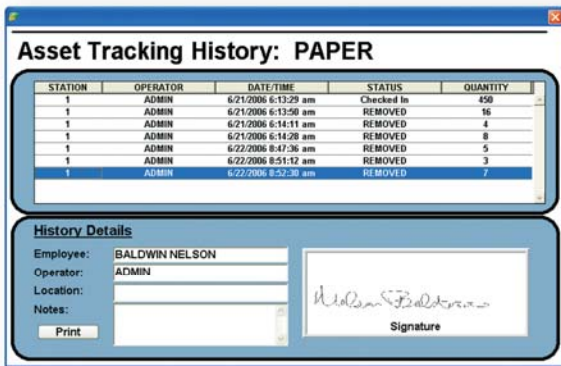 Asset Tracking History: PAPER
STATION OPERATOR DATE/TIME STATUS QUANTITY
1 ADMIN 6/21/2006 6:13:29 am Checked In 450
1 ADMIN 6/21/2006 6:13:50 am REMOVED 16
1 ADMIN 6/21/2006 6:14:11 am REMOVED 4
1 ADMIN 6/21/2006 6:14:28 am REMOVED 8
1 ADMIN 6/22/2006 8:47:36 am REMOVED 5
1 ADMIN 6/22/2006 8:51:12 am REMOVED 3
1 ADMIN 6/22/2006 8:52:30 am REMOVED 7
History Details
Employee: BALDWIN NELSON
Operator: ADMIN
Location:
Notes:
Print
Signature